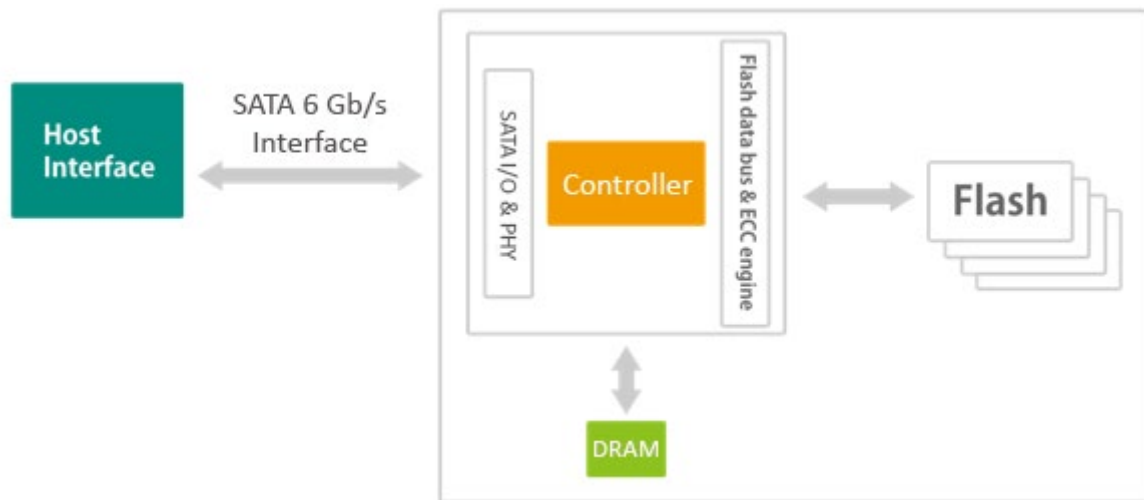 Host
Interface
SATA 6 Gb/s
Interface
SATA I/O & PHY
Controller
Flash data bus & ECC engine
Flash
DRAM